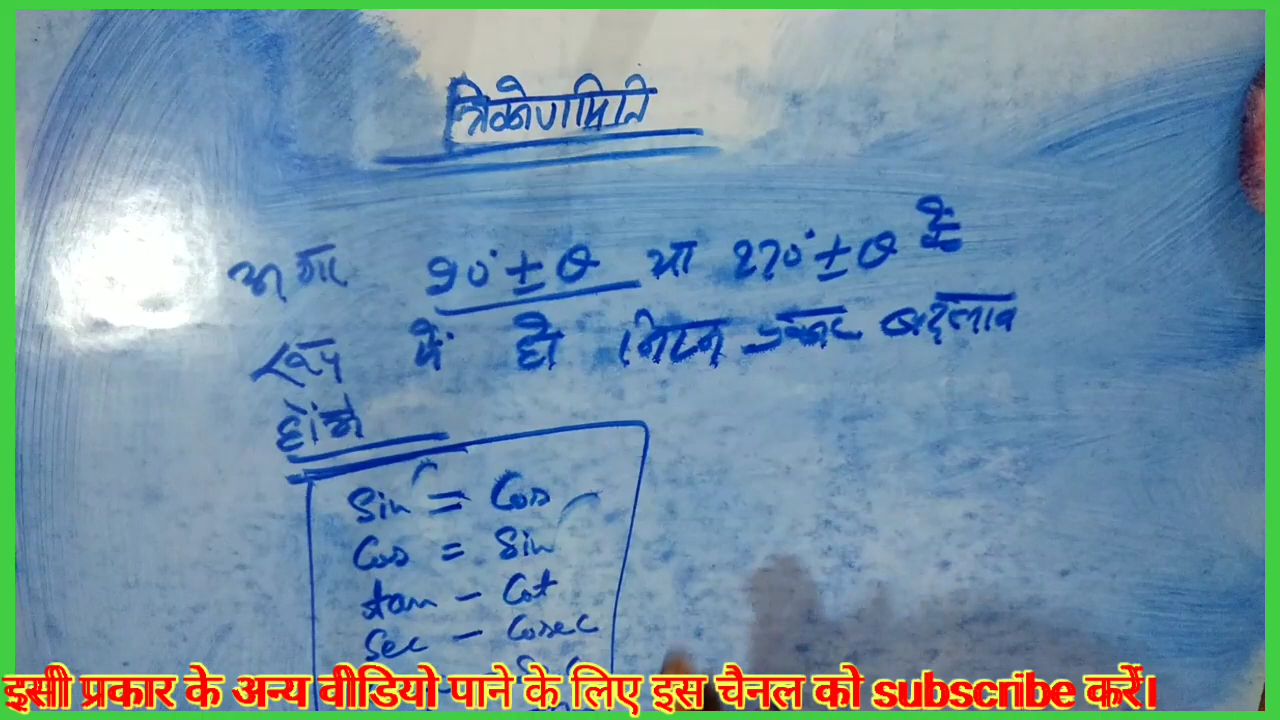 त्रिकोणमिति
अगर 90°±θ या 270°±θ के
रूप में हो निम्न प्रकार बदलाव
होंगे
Sin = Cos
Cos = Sin
tan - Cot
Sec - Cosec
इसी प्रकार के अन्य वीडियो पाने के लिए इस चैनल को subscribe करें।